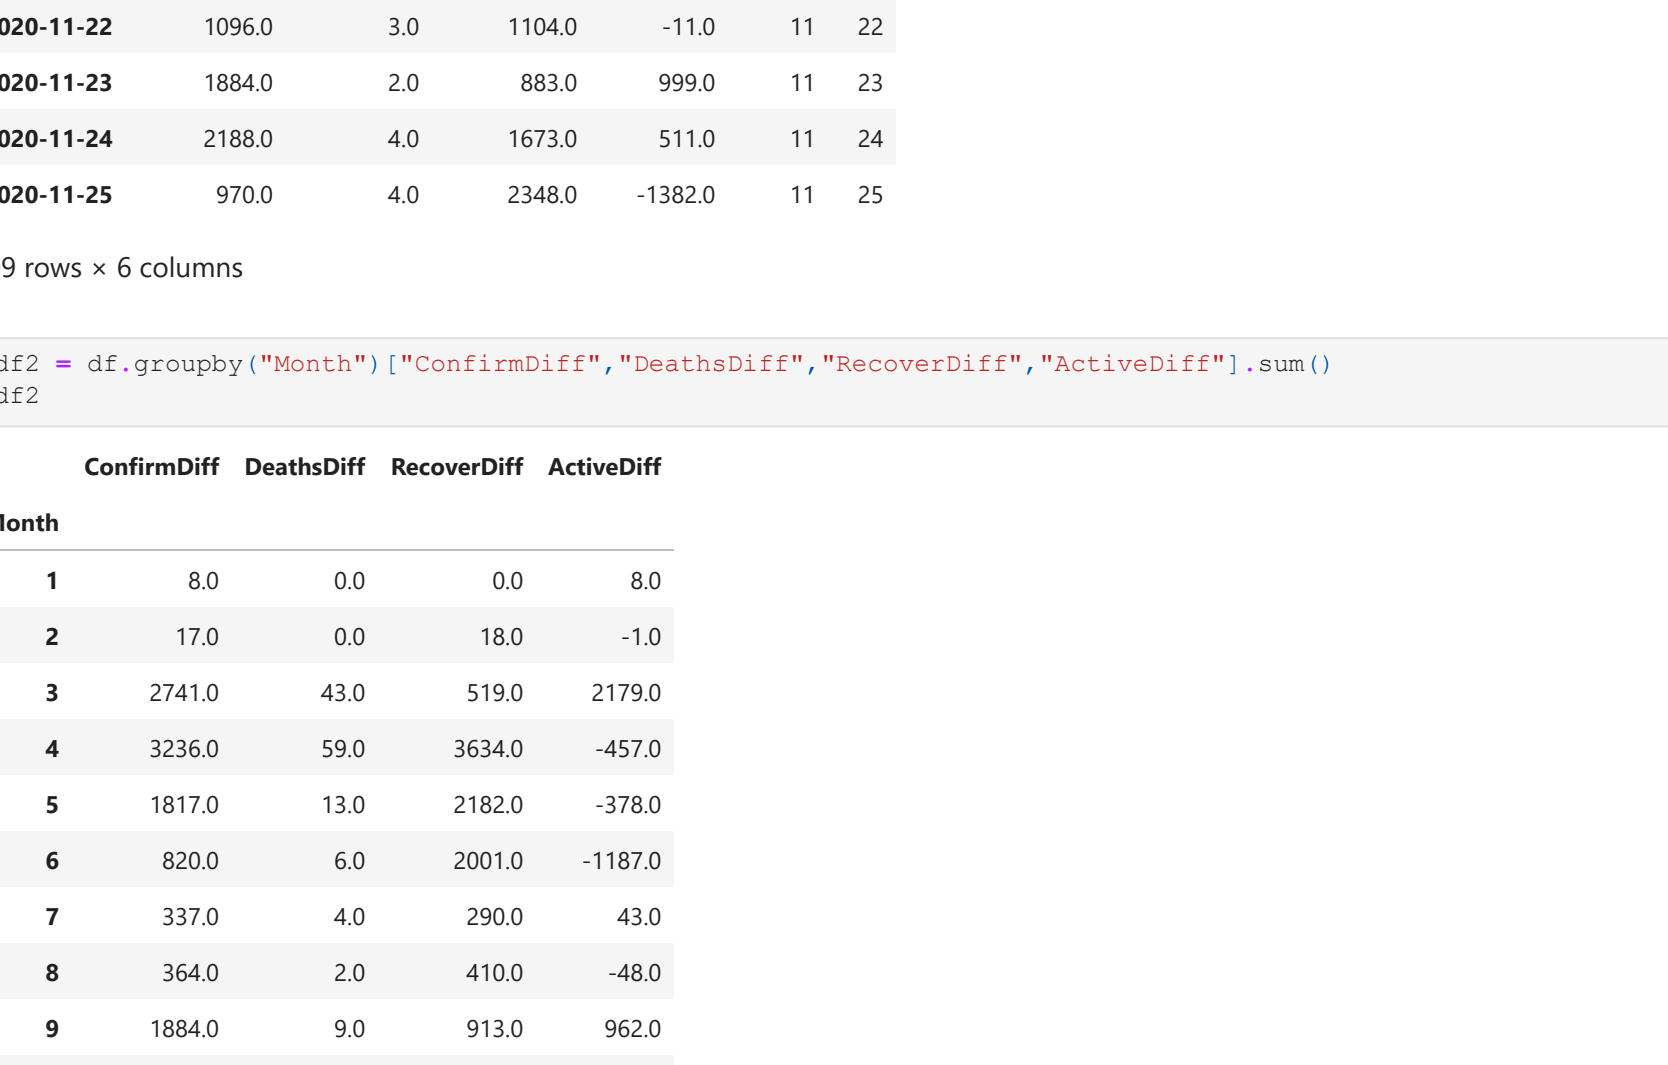 020-11-22 1096.0 3.0 1104.0 -11.0 11 22
020-11-23 1884.0 2.0 883.0 999.0 11 23
020-11-24 2188.0 4.0 1673.0 511.0 11 24
020-11-25 970.0 4.0 2348.0 -1382.0 11 25
9 rows × 6 columns
df2 = df.groupby("Month")["ConfirmDiff","DeathsDiff","RecoverDiff","ActiveDiff"].sum()
df2
ConfirmDiff DeathsDiff RecoverDiff ActiveDiff
Month
1 8.0 0.0 0.0 8.0
2 17.0 0.0 18.0 -1.0
3 2741.0 43.0 519.0 2179.0
4 3236.0 59.0 3634.0 -457.0
5 1817.0 13.0 2182.0 -378.0
6 820.0 6.0 2001.0 -1187.0
7 337.0 4.0 290.0 43.0
8 364.0 2.0 410.0 -48.0
9 1884.0 9.0 913.0 962.0